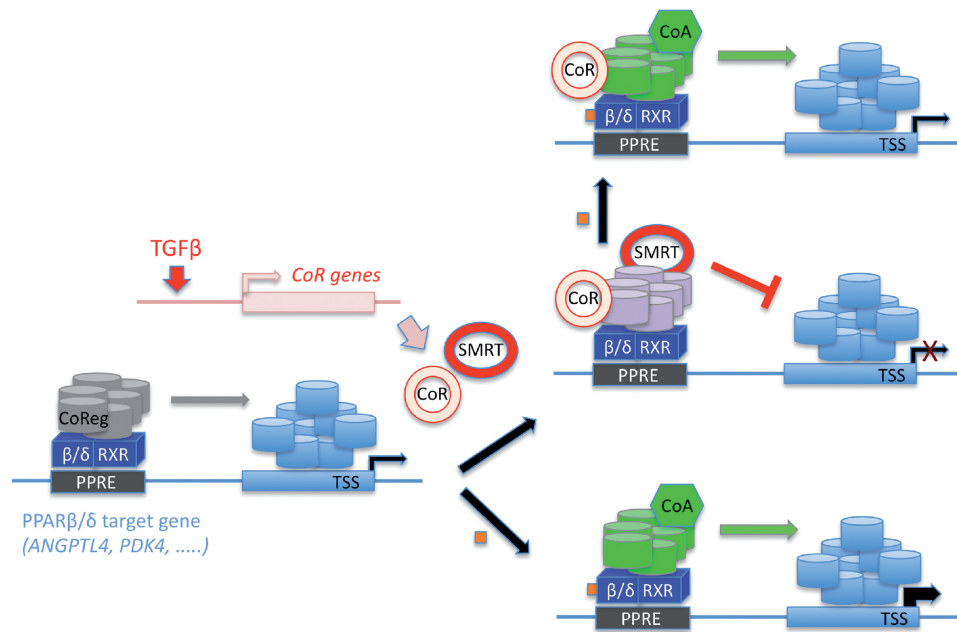 TGFβ
CoR genes
SMRT
CoR
CoReg
β/δ RXR
PPRE
TSS
PPARβ/δ target gene
(ANGPTL4, PDK4, .....)
CoA
CoR
β/δ RXR
PPRE
TSS
SMRT
CoR
β/δ RXR
PPRE
TSS
CoA
β/δ RXR
PPRE
TSS